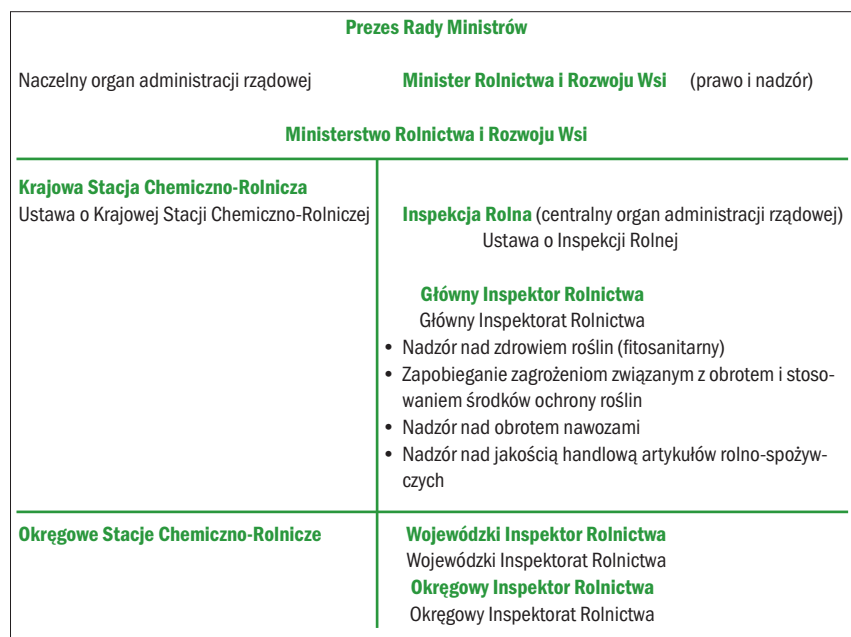 Prezes Rady Ministrów
Naczelny organ administracji rządowej Minister Rolnictwa i Rozwoju Wsi (prawo i nadzór)
Ministerstwo Rolnictwa i Rozwoju Wsi
Krajowa Stacja Chemiczno-Rolnicza
Ustawa o Krajowej Stacji Chemiczno-Rolniczej
Inspekcja Rolna (centralny organ administracji rządowej)
Ustawa o Inspekcji Rolnej
Główny Inspektor Rolnictwa
Główny Inspektorat Rolnictwa
• Nadzór nad zdrowiem roślin (fitosanitarny)
• Zapobieganie zagrożeniom związanym z obrotem i stoso-
waniem środków ochrony roślin
• Nadzór nad obrotem nawozami
• Nadzór nad jakością handlową artykułów rolno-spożyw-
czych
Okręgowe Stacje Chemiczno-Rolnicze
Wojewódzki Inspektor Rolnictwa
Wojewódzki Inspektorat Rolnictwa
Okręgowy Inspektor Rolnictwa
Okręgowy Inspektorat Rolnictwa